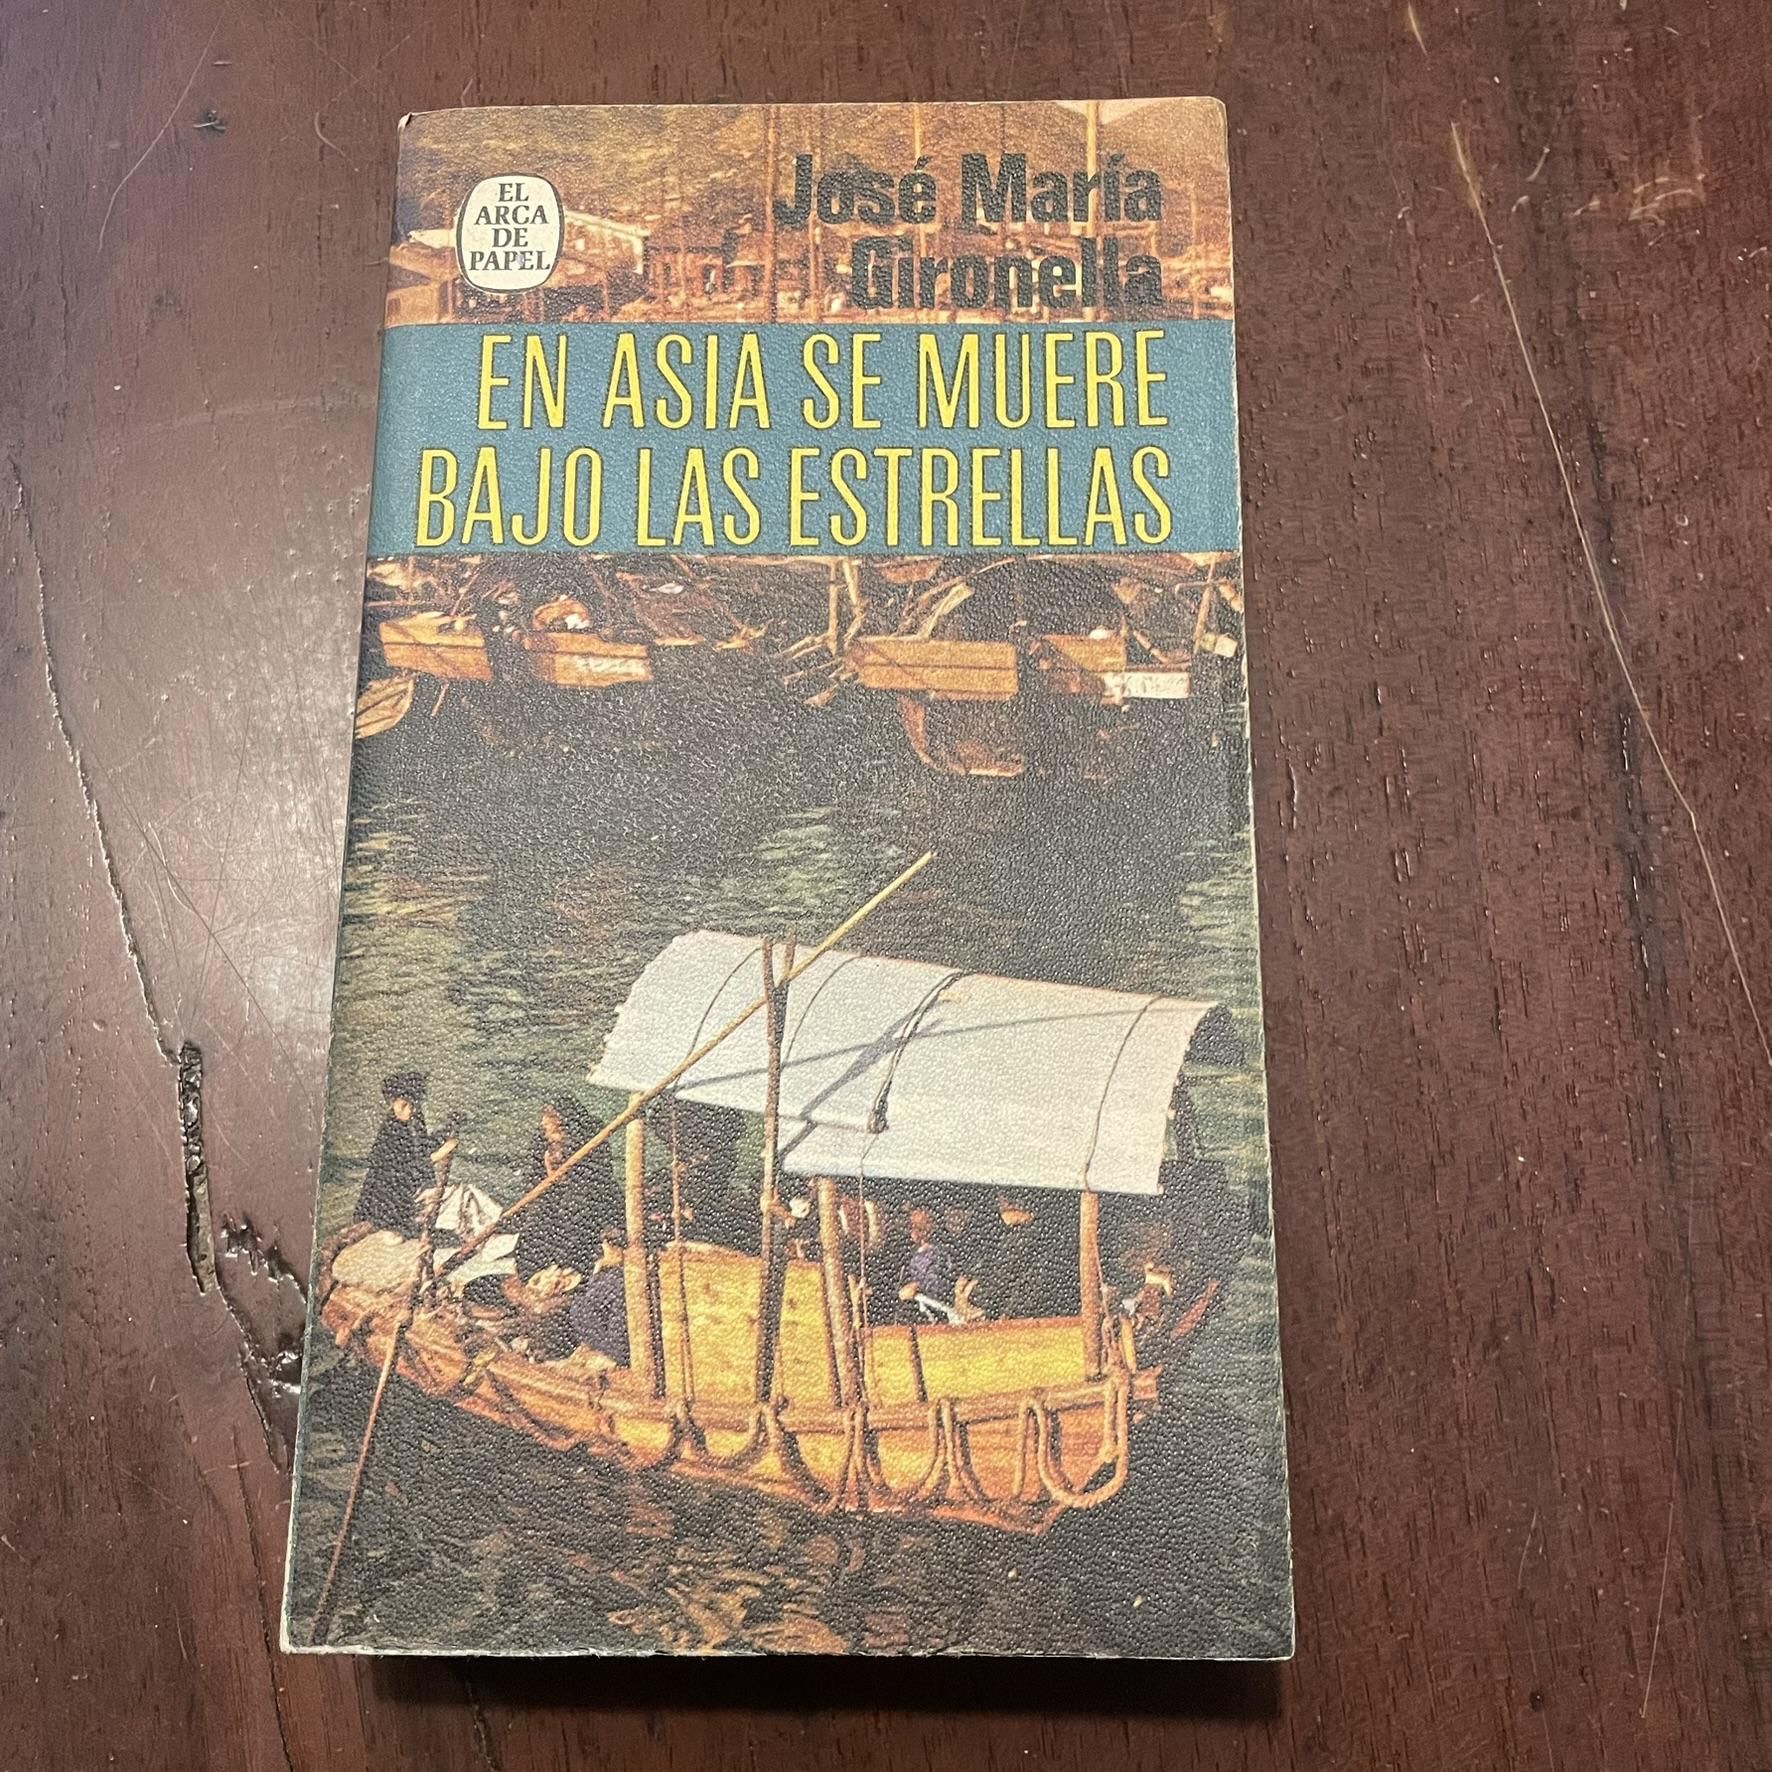 EL
ARCA
DE
PAPEL
José María
Gironella
EN ASIA SE MUERE
BAJO LAS ESTRELLAS